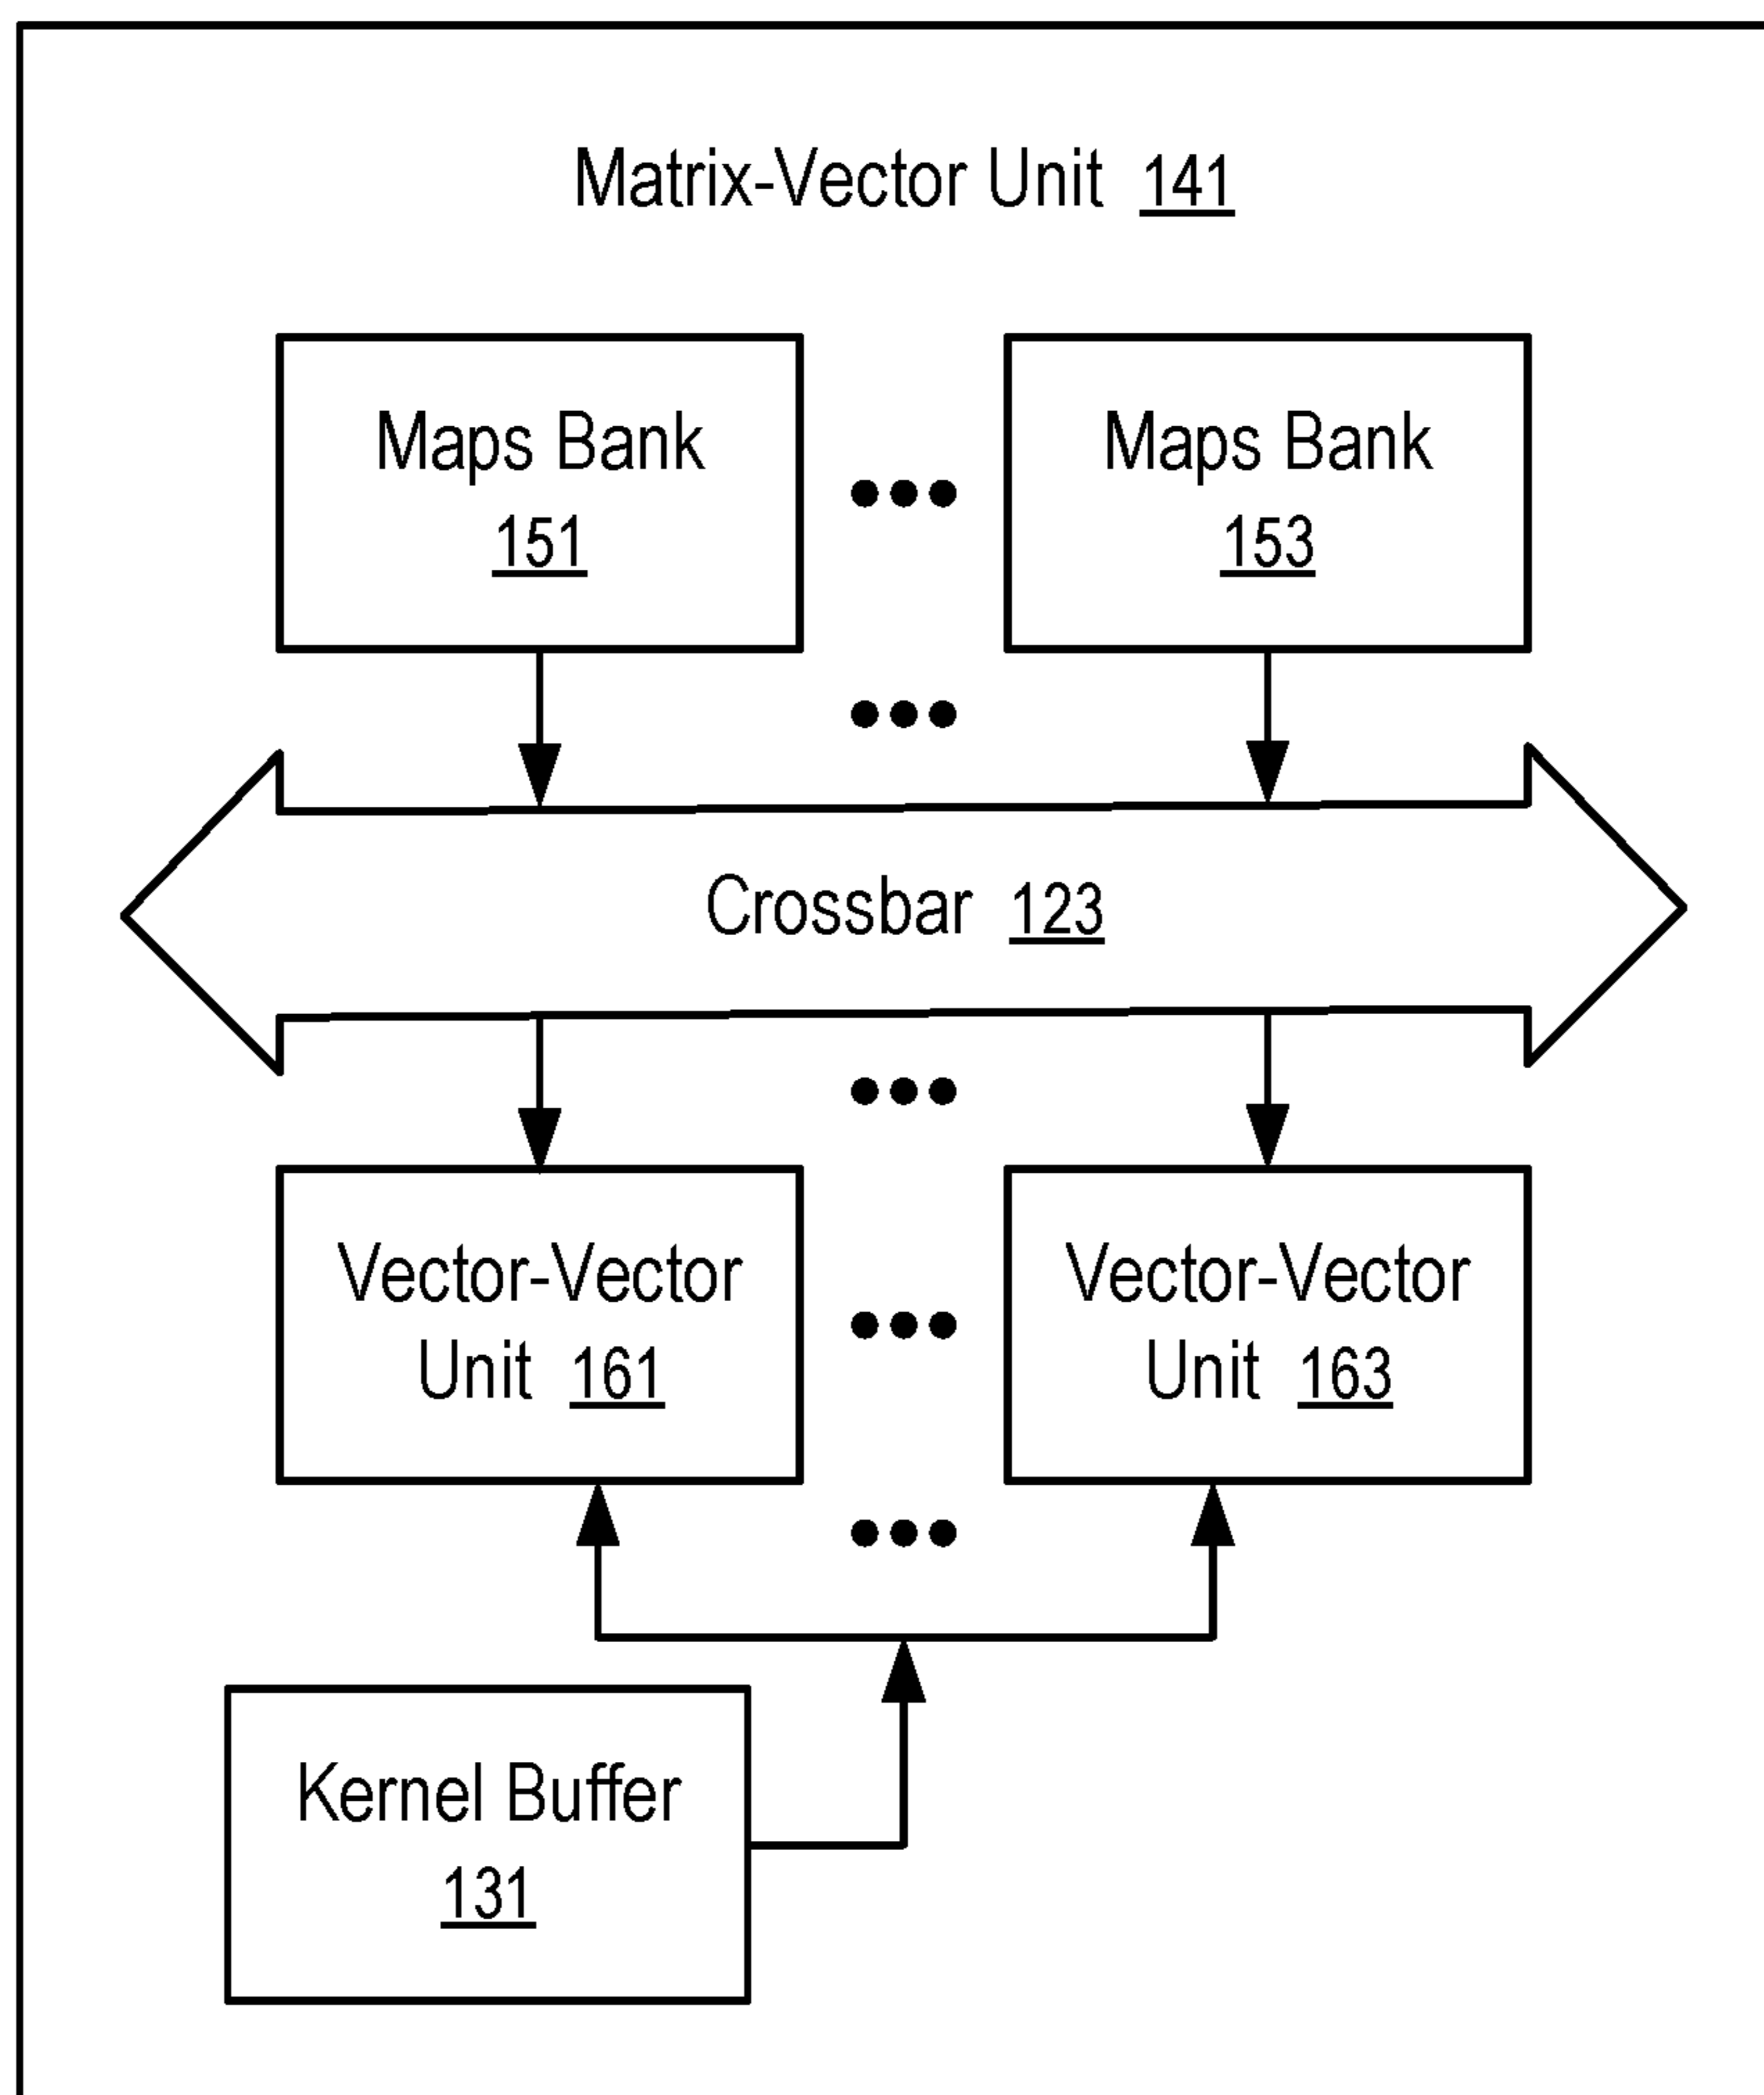 Matrix-Vector Unit 141
Maps Bank
151
Maps Bank
153
Crossbar 123
Vector-Vector
Unit 161
Vector-Vector
Unit 163
Kernel Buffer
131